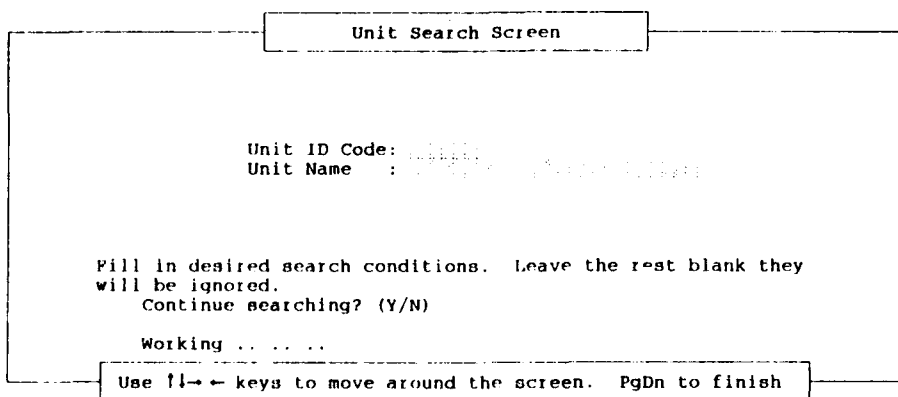 Unit Search Screen
Unit ID Code:
Unit Name :
Fill in desired search conditions. Leave the rest blank they
will be ignored.
Continue searching? (Y/N)
Working .. .. ..
Use ↑↓→ ← keys to move around the screen. PgDn to finish